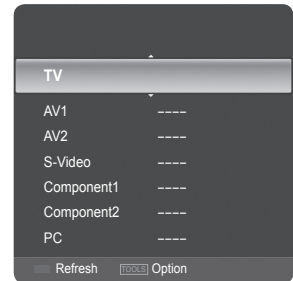 TV
AV1 ----
AV2 ----
S-Video ----
Component1 ----
Component2 ----
PC ----
Refresh TOOLS Option